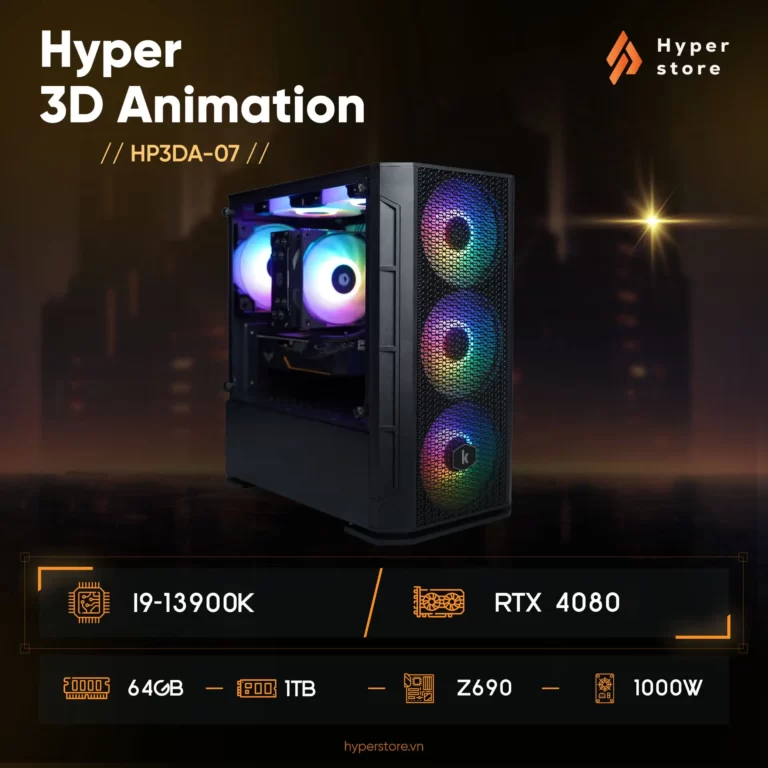 Hyper
3D Animation
// HP3DA-07 //
Hyper
store
k
I9-13900K
RTX 4080
64GB
1TB
Z690
1000W
hyperstore.vn